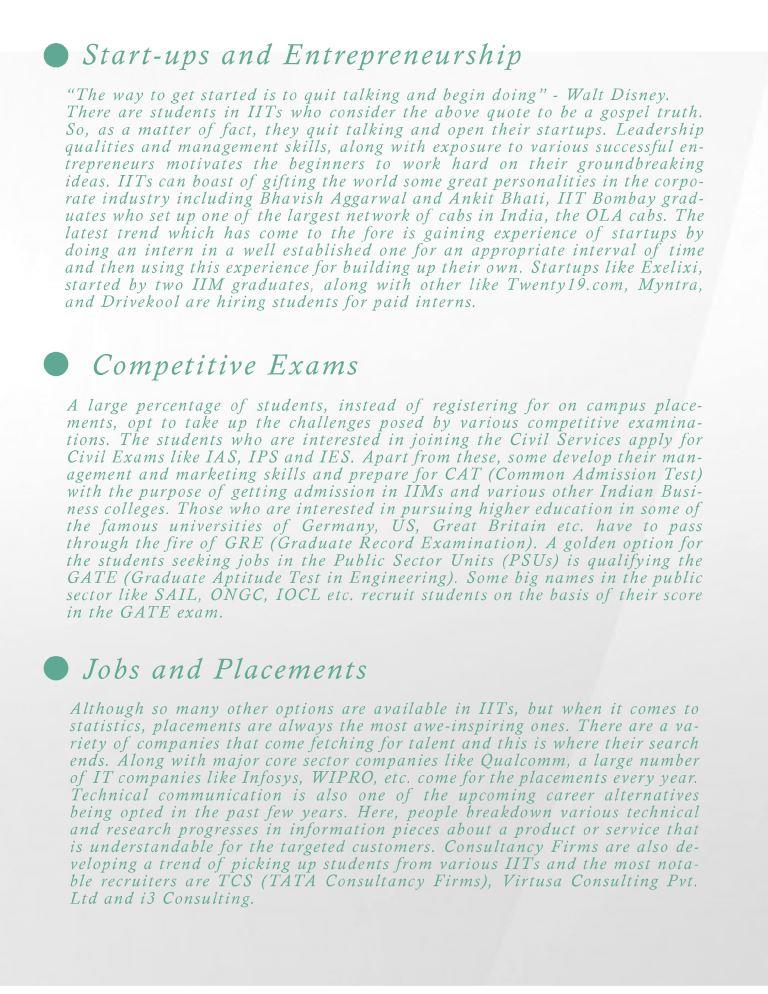 Start-ups and Entrepreneurship
“The way to get started is to quit talking and begin doing” - Walt Disney.
There are students in IITs who consider the above quote to be a gospel truth.
So, as a matter of fact, they quit talking and open their startups. Leadership
qualities and management skills, along with exposure to various successful en-
trepreneurs motivates the beginners to work hard on their groundbreaking
ideas. IITs can boast of gifting the world some great personalities in the corpo-
rate industry including Bhavish Aggarwal and Ankit Bhati, IIT Bombay grad-
uates who set up one of the largest network of cabs in India, the OLA cabs. The
latest trend which has come to the fore is gaining experience of startups by
doing an intern in a well established one for an appropriate interval of time
and then using this experience for building up their own. Startups like Exelixi,
started by two IIM graduates, along with other like Twenty19.com, Myntra,
and Drivekool are hiring students for paid interns.
Competitive Exams
A large percentage of students, instead of registering for on campus place-
ments, opt to take up the challenges posed by various competitive examina-
tions. The students who are interested in joining the Civil Services apply for
Civil Exams like IAS, IPS and IES. Apart from these, some develop their man-
agement and marketing skills and prepare for CAT (Common Admission Test)
with the purpose of getting admission in IIMs and various other Indian Busi-
ness colleges. Those who are interested in pursuing higher education in some of
the famous universities of Germany, US, Great Britain etc. have to pass
through the fire of GRE (Graduate Record Examination). A golden option for
the students seeking jobs in the Public Sector Units (PSUs) is qualifying the
GATE (Graduate Aptitude Test in Engineering). Some big names in the public
sector like SAIL, ONGC, IOCL etc. recruit students on the basis of their score
in the GATE exam.
Jobs and Placements
Although so many other options are available in IITs, but when it comes to
statistics, placements are always the most awe-inspiring ones. There are a va-
riety of companies that come fetching for talent and this is where their search
ends. Along with major core sector companies like Qualcomm, a large number
of IT companies like Infosys, WIPRO, etc. come for the placements every year.
Technical communication is also one of the upcoming career alternatives
being opted in the past few years. Here, people breakdown various technical
and research progresses in information pieces about a product or service that
is understandable for the targeted customers. Consultancy Firms are also de-
veloping a trend of picking up students from various IITs and the most nota-
ble recruiters are TCS (TATA Consultancy Firms), Virtusa Consulting Pvt.
Ltd and i3 Consulting.